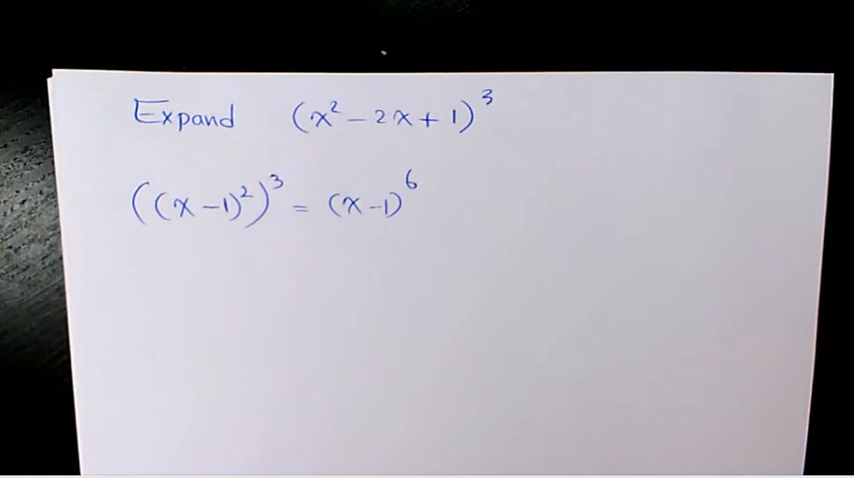 Expand (x² − 2x + 1)³
((x − 1)²)³ = (x − 1)⁶